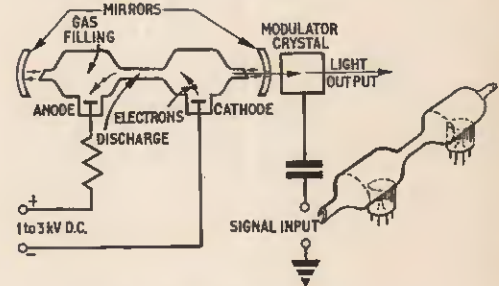 MIRRORS
GAS
FILLING
MODULATOR
CRYSTAL
LIGHT
OUTPUT
ANODE
ELECTRONS
CATHODE
DISCHARGE
+
1 to 3 kV D.C.
−
SIGNAL INPUT